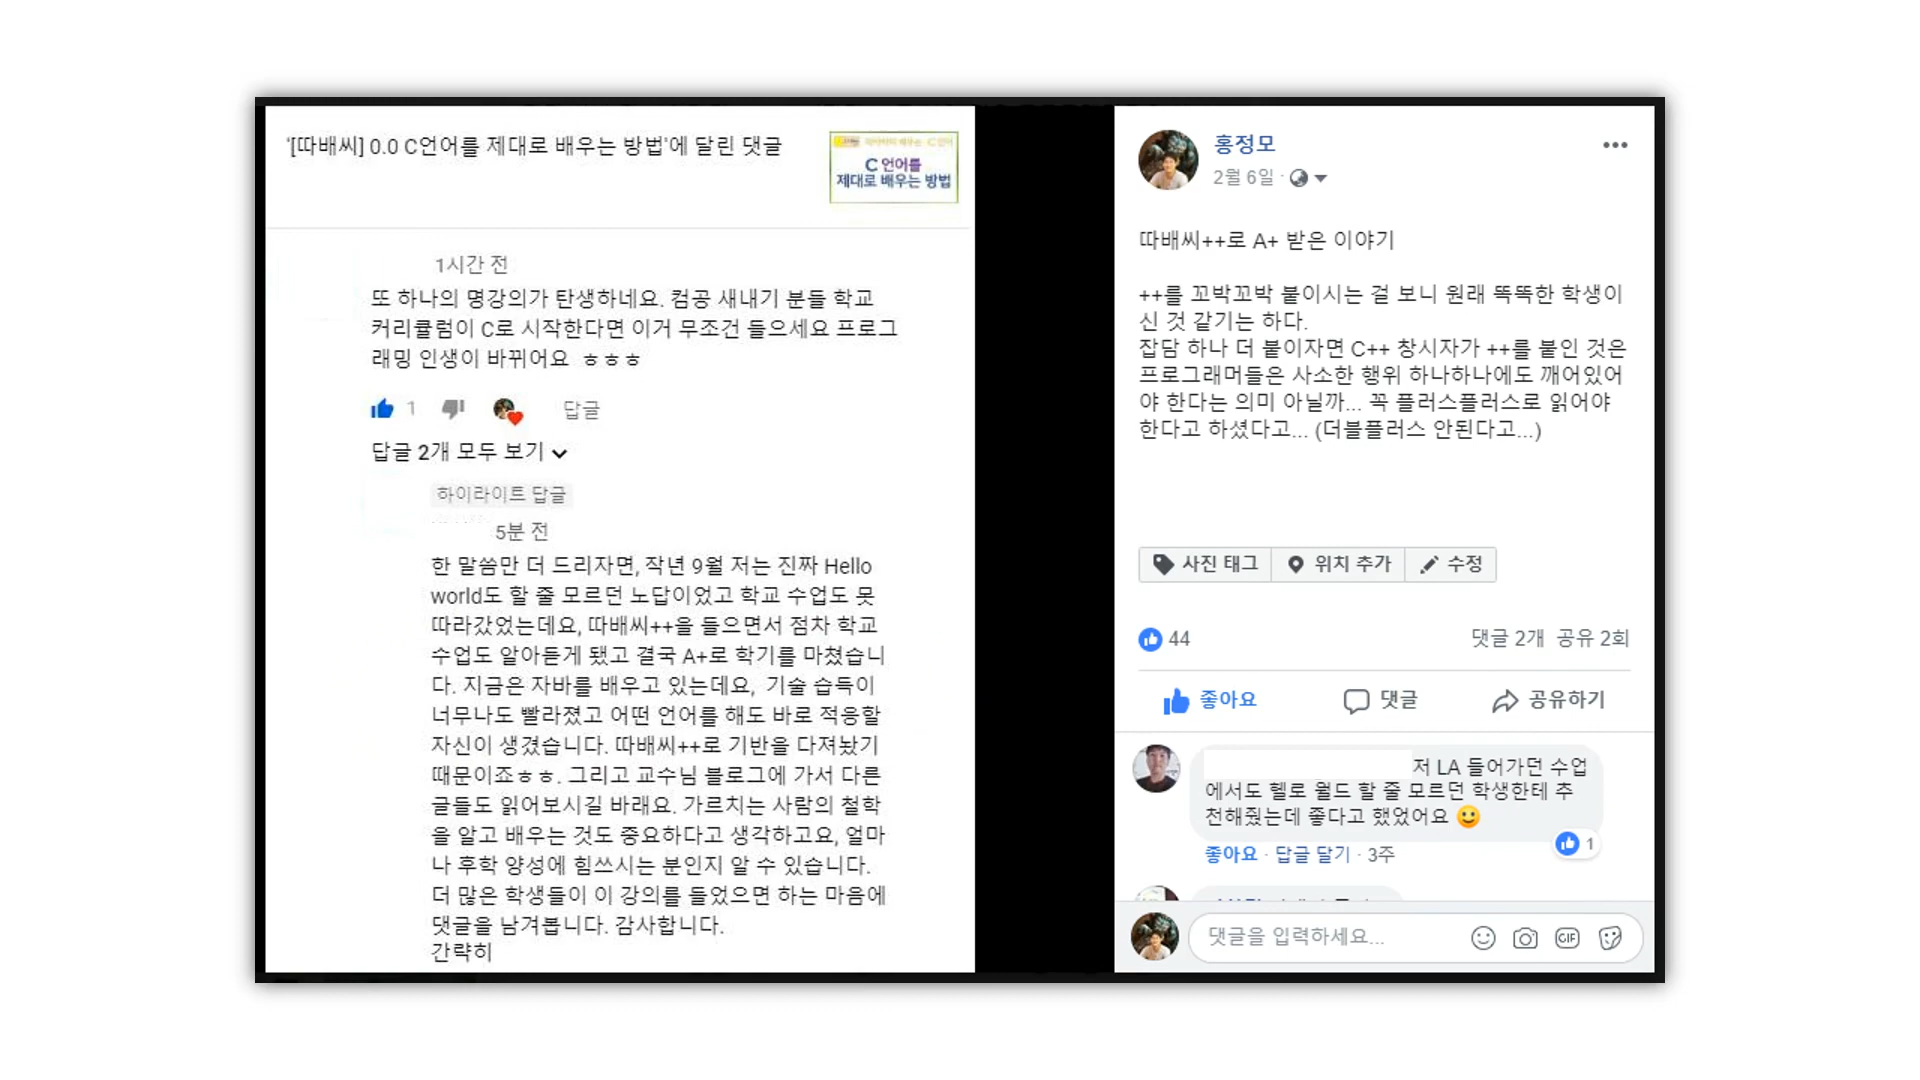 '[따배씨] 0.0 C언어를 제대로 배우는 방법'에 달린 댓글
C 언어를
제대로 배우는 방법
1시간 전
또 하나의 명강의가 탄생하네요. 컴공 새내기 분들 학교
커리큘럼이 C로 시작한다면 이거 무조건 들으세요 프로그
래밍 인생이 바뀌어요 ㅎㅎㅎ
1 답글
답글 2개 모두 보기
하이라이트 답글
5분 전
한 말씀만 더 드리자면, 작년 9월 저는 진짜 Hello
world도 할 줄 모르던 노답이었고 학교 수업도 못
따라갔었는데요, 따배씨++을 들으면서 점차 학교
수업도 알아듣게 됐고 결국 A+로 학기를 마쳤습니
다. 지금은 자바를 배우고 있는데요, 기술 습득이
너무나도 빨라졌고 어떤 언어를 해도 바로 적응할
자신이 생겼습니다. 따배씨++로 기반을 다져놨기
때문이죠ㅎㅎ. 그리고 교수님 블로그에 가서 다른
글들도 읽어보시길 바래요. 가르치는 사람의 철학
을 알고 배우는 것도 중요하다고 생각하고요, 얼마
나 후학 양성에 힘쓰시는 분인지 알 수 있습니다.
더 많은 학생들이 이 강의를 들었으면 하는 마음에
댓글을 남겨봅니다. 감사합니다.
간략히
홍정모
2월 6일 ·
따배씨++로 A+ 받은 이야기
++를 꼬박꼬박 붙이시는 걸 보니 원래 똑똑한 학생이
신 것 같기는 하다.
잡담 하나 더 붙이자면 C++ 창시자가 ++를 붙인 것은
프로그래머들은 사소한 행위 하나하나에도 깨어있어
야 한다는 의미 아닐까... 꼭 플러스플러스로 읽어야
한다고 하셨다고... (더블플러스 안된다고...)
사진 태그 위치 추가 수정
44 댓글 2개 공유 2회
좋아요 댓글 공유하기
저 LA 들어가던 수업
에서도 헬로 월드 할 줄 모르던 학생한테 추
천해줬는데 좋다고 했었어요 🙂
1
좋아요 · 답글 달기 · 3주
댓글을 입력하세요... GIF